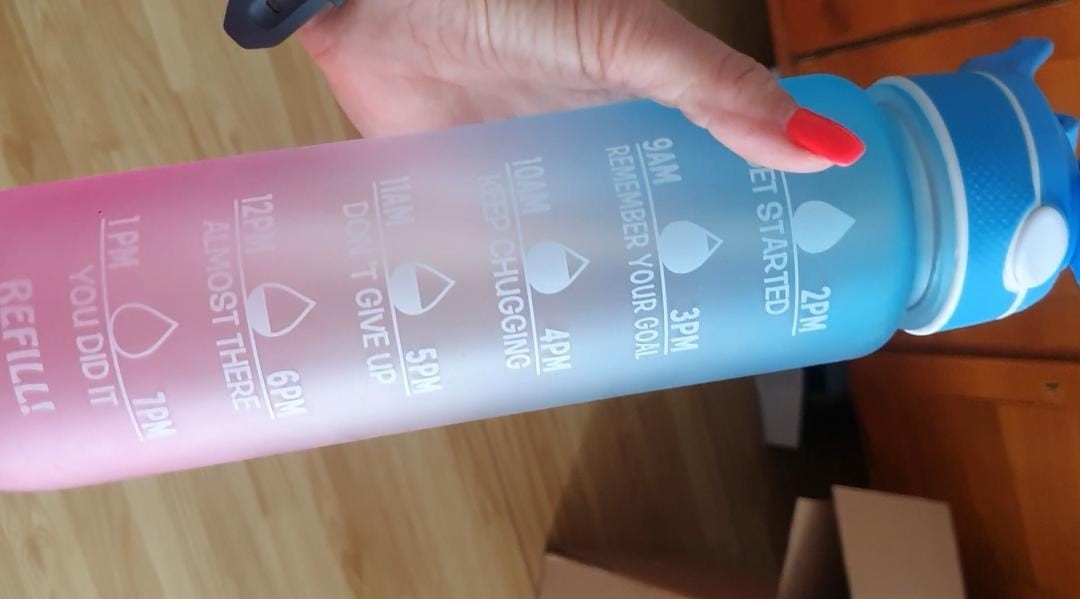 2PM
GET STARTED
9AM 3PM
REMEMBER YOUR GOAL
10AM 4PM
KEEP CHUGGING
11AM 5PM
DON'T GIVE UP
12PM 6PM
ALMOST THERE
1PM 7PM
YOU DID IT
REFILL!